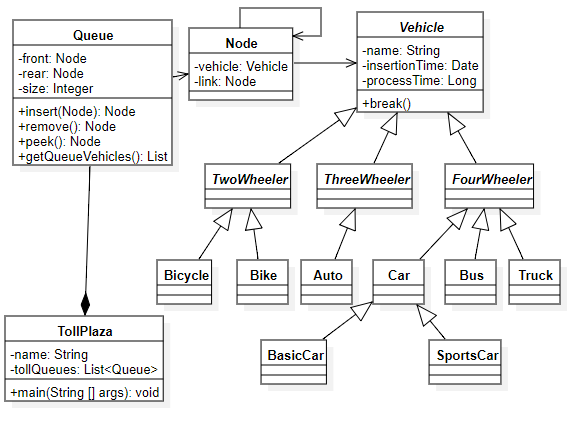 Queue
-front: Node
-rear: Node
-size: Integer
+insert(Node): Node
+remove(): Node
+peek(): Node
+getQueueVehicles(): List
Node
-vehicle: Vehicle
-link: Node
Vehicle
-name: String
-insertionTime: Date
-processTime: Long
+break()
TwoWheeler
ThreeWheeler
FourWheeler
Bicycle
Bike
Auto
Car
Bus
Truck
BasicCar
SportsCar
TollPlaza
-name: String
-tollQueues: List<Queue>
+main(String [] args): void